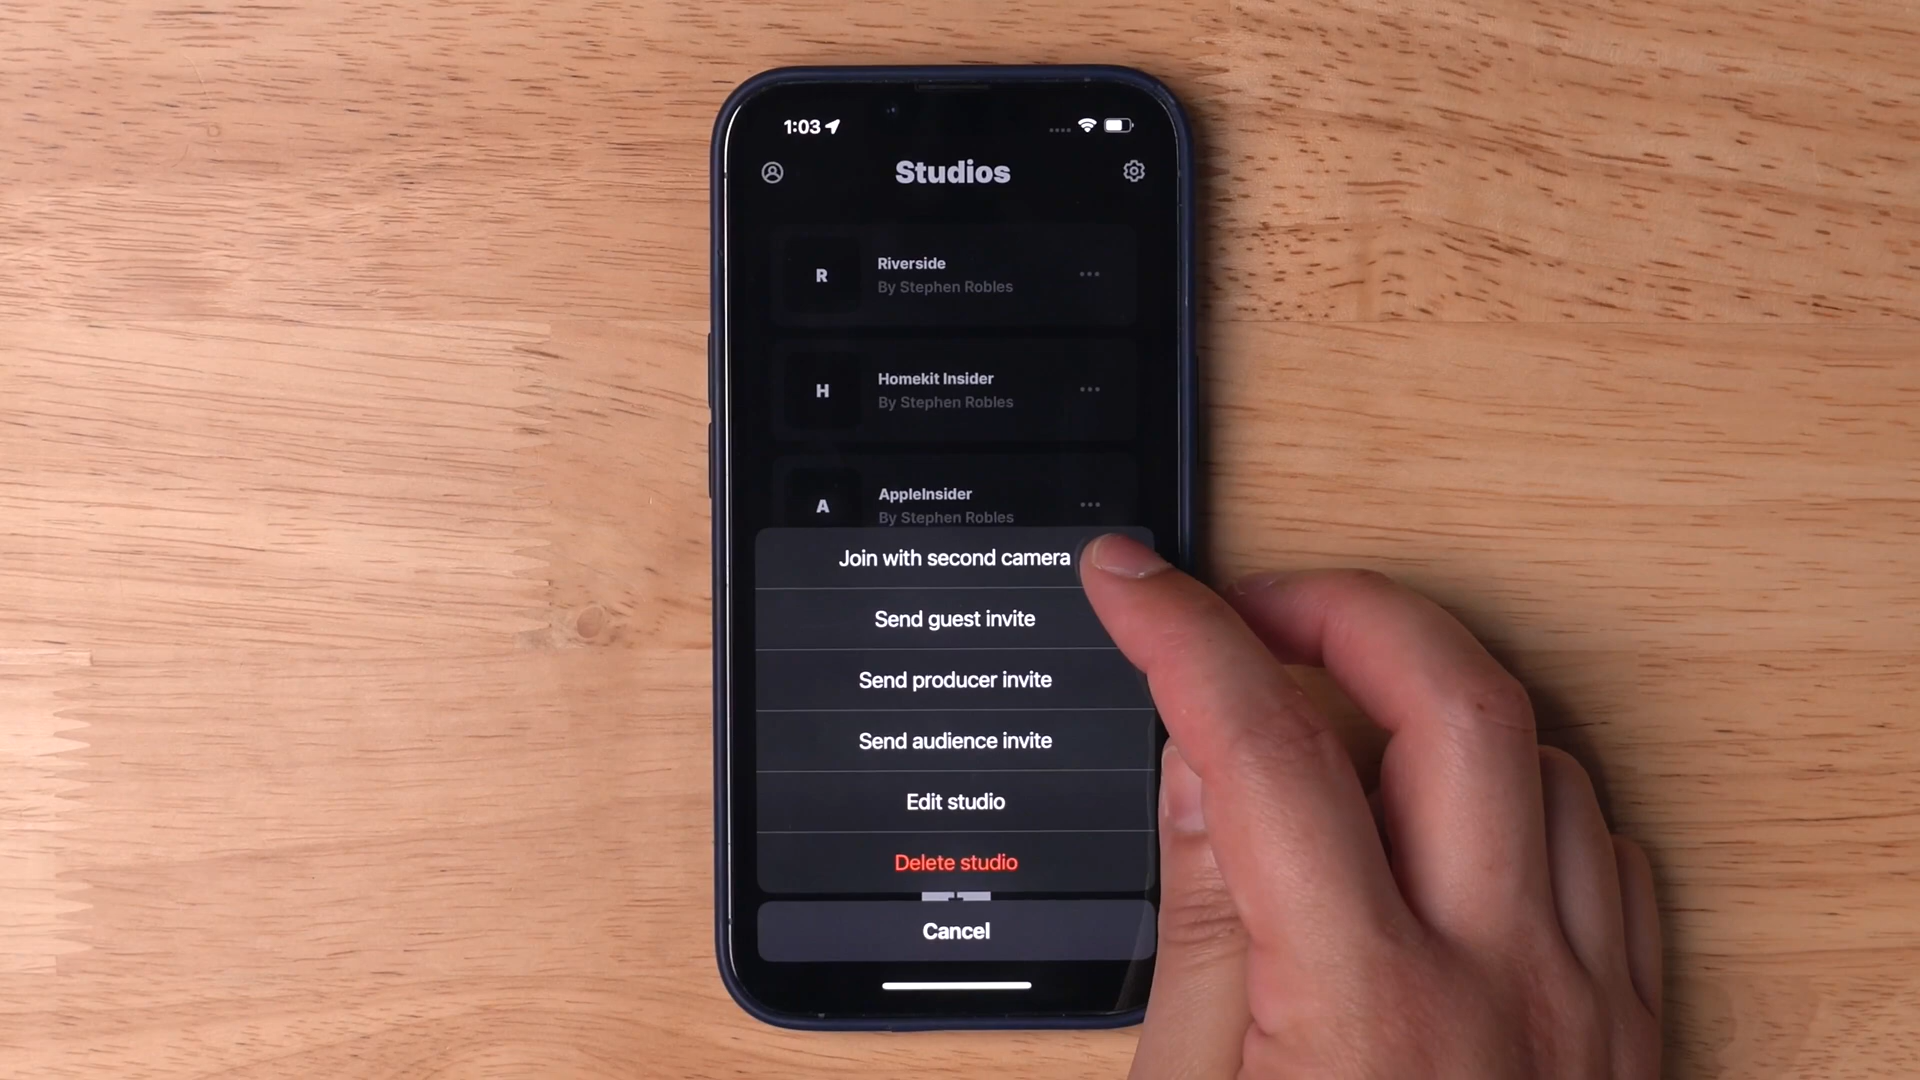 1:03
Studios
R
Riverside
By Stephen Robles
H
Homekit Insider
By Stephen Robles
A
AppleInsider
By Stephen Robles
Join with second camera
Send guest invite
Send producer invite
Send audience invite
Edit studio
Delete studio
Cancel